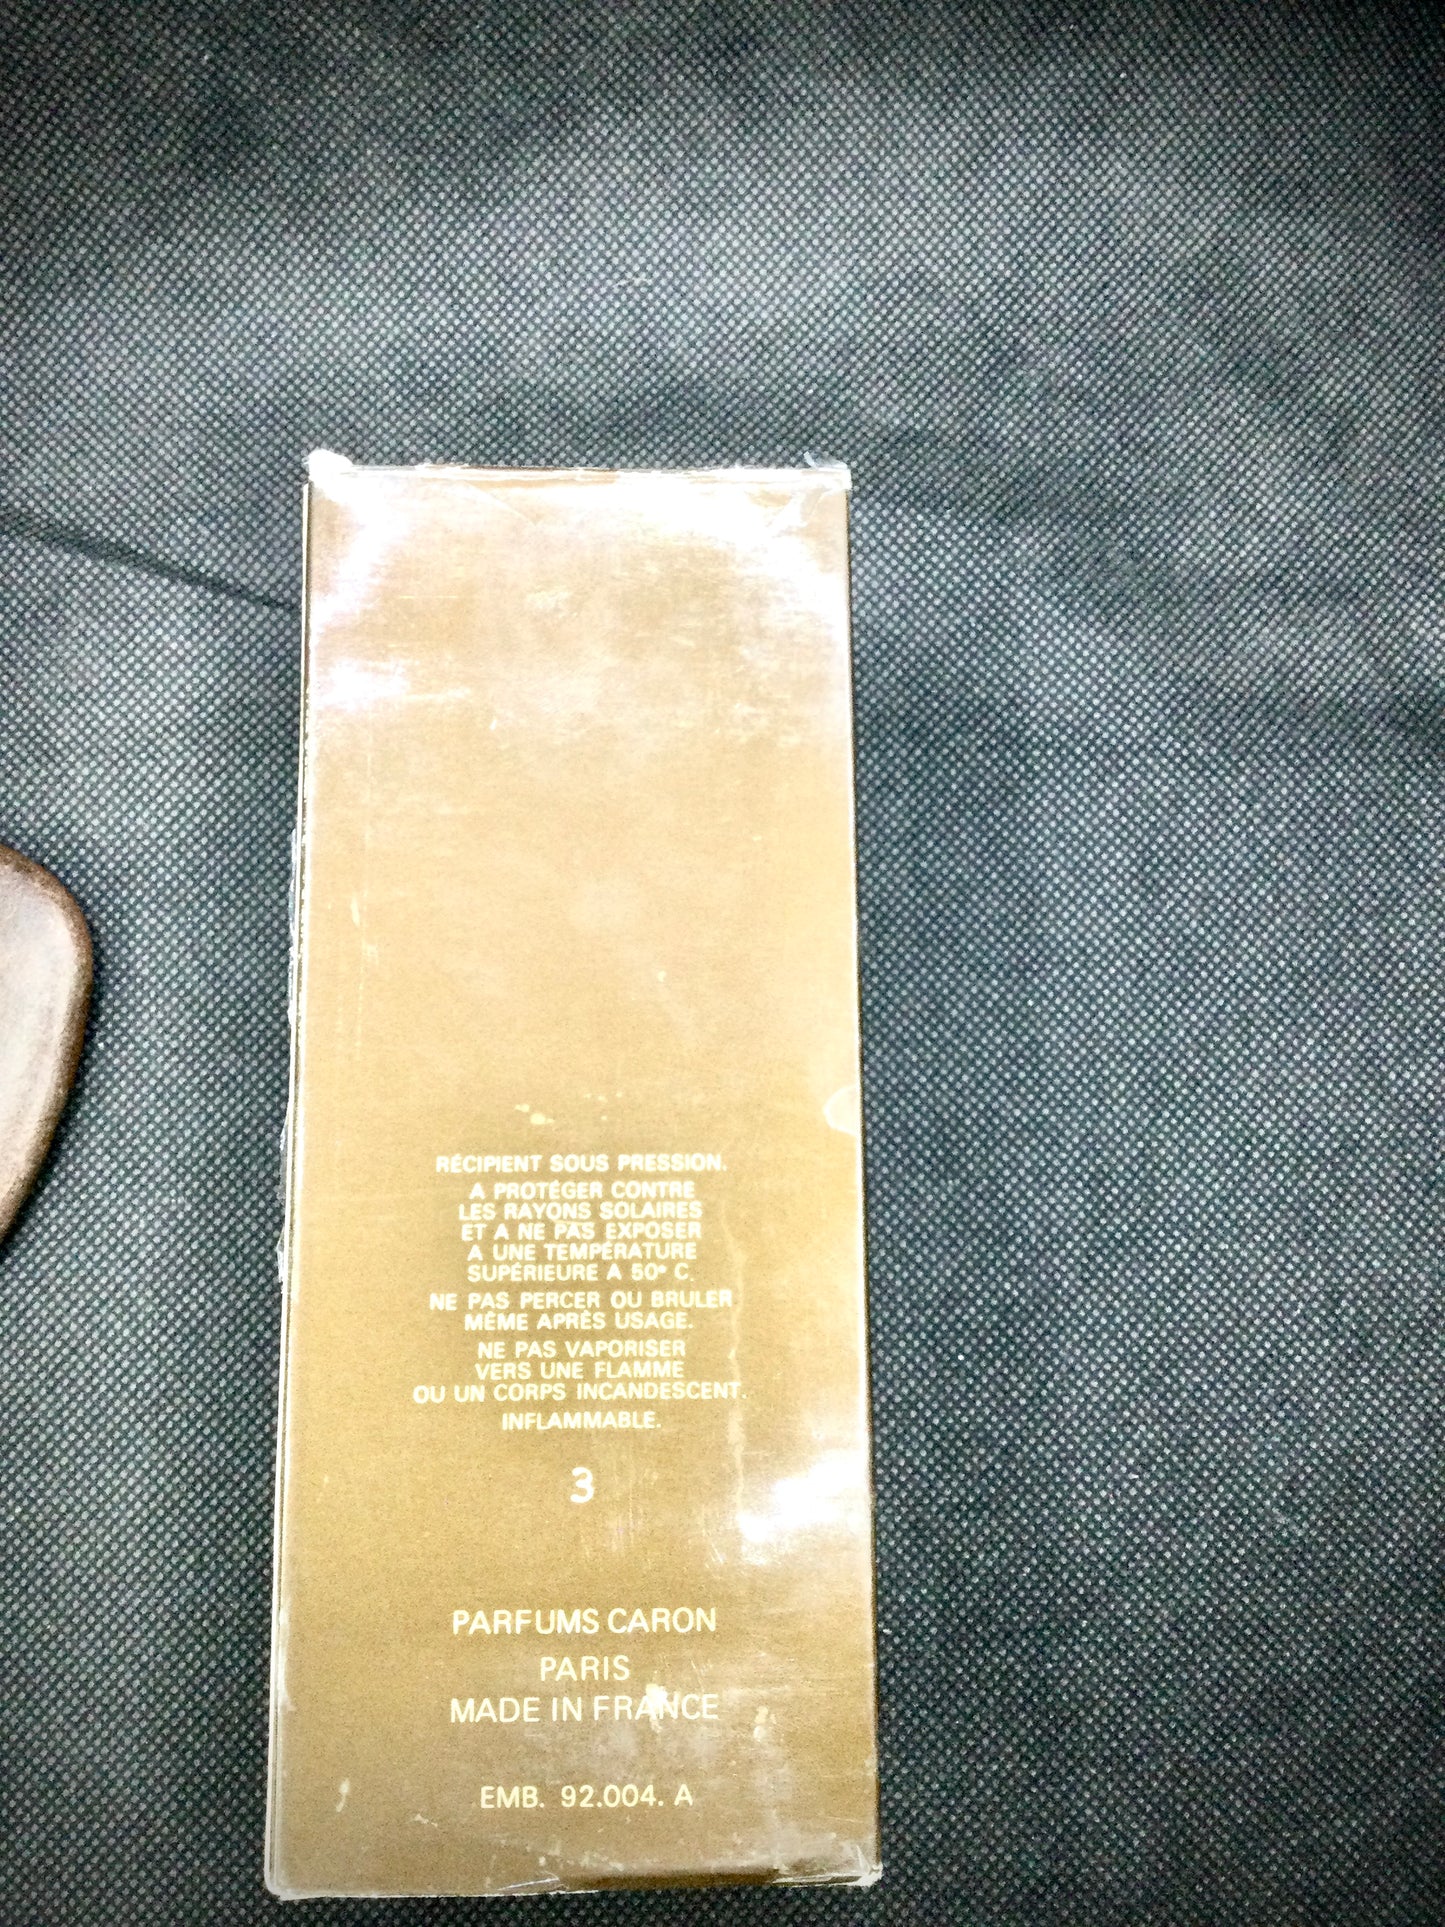 RÉCIPIENT SOUS PRESSION.
A PROTÉGER CONTRE
LES RAYONS SOLAIRES
ET A NE PAS EXPOSER
A UNE TEMPÉRATURE
SUPÉRIEURE A 50° C.
NE PAS PERCER OU BRULER
MÊME APRÈS USAGE.
NE PAS VAPORISER
VERS UNE FLAMME
OU UN CORPS INCANDESCENT.
INFLAMMABLE.
3
PARFUMS CARON
PARIS
MADE IN FRANCE
EMB. 92.004. A